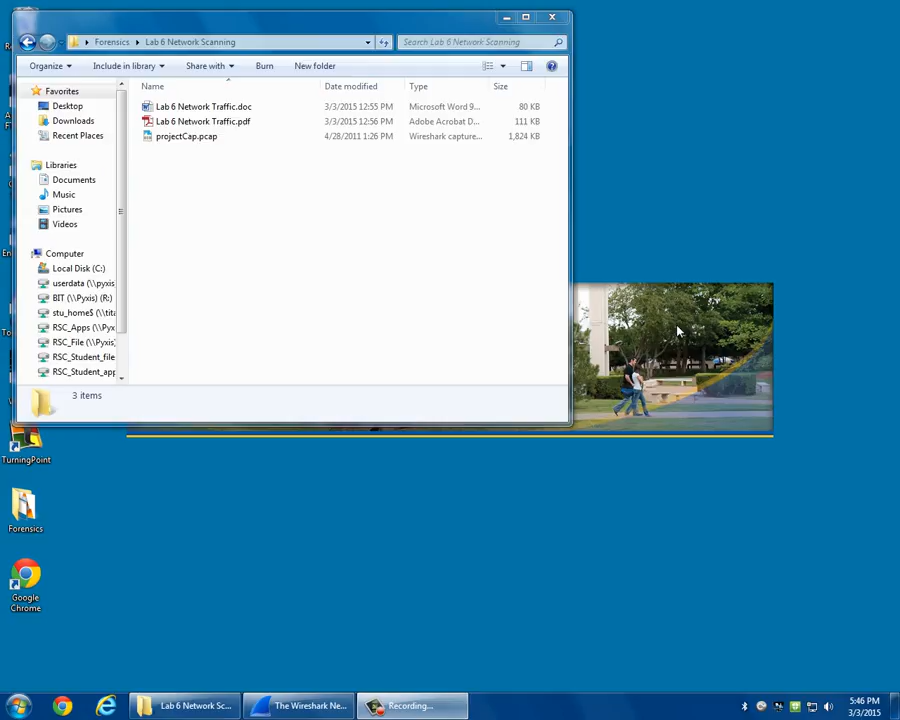 Forensics ▸ Lab 6 Network Scanning
Search Lab 6 Network Scanning
Organize
Include in library
Share with
Burn
New folder
Name
Date modified
Type
Size
Lab 6 Network Traffic.doc 3/3/2015 12:55 PM Microsoft Word 9... 80 KB
Lab 6 Network Traffic.pdf 3/3/2015 12:56 PM Adobe Acrobat D... 111 KB
projectCap.pcap 4/28/2011 1:26 PM Wireshark capture... 1,824 KB
Favorites
Desktop
Downloads
Recent Places
Libraries
Documents
Music
Pictures
Videos
Computer
Local Disk (C:)
userdata (\\pyxis
BIT (\\Pyxis) (R:)
stu_home$ (\\tita
RSC_Apps (\\Pyx
RSC_File (\\Pyxis
RSC_Student_file
RSC_Student_app
3 items
TurningPoint
Forensics
Google
Chrome
Lab 6 Network Sc...
The Wireshark Ne...
Recording...
5:46 PM
3/3/2015